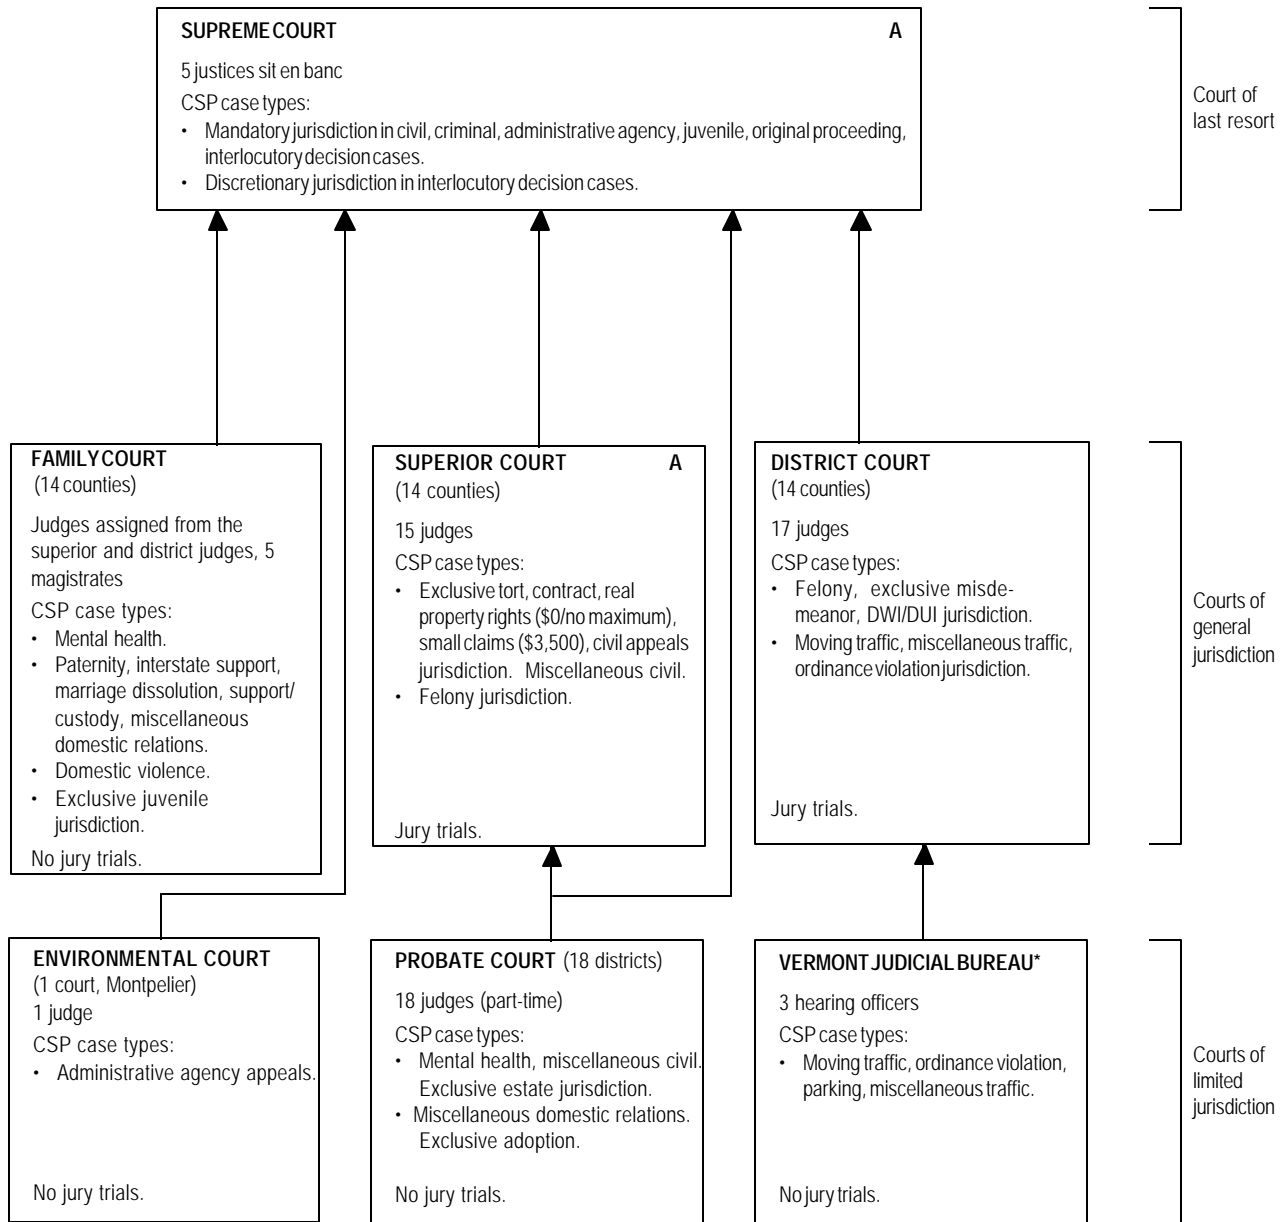 SUPREME COURT A
5 justices sit en banc
CSP case types:
• Mandatory jurisdiction in civil, criminal, administrative agency, juvenile, original proceeding,
interlocutory decision cases.
• Discretionary jurisdiction in interlocutory decision cases.
Court of
last resort
FAMILY COURT
(14 counties)
Judges assigned from the
superior and district judges, 5
magistrates
CSP case types:
• Mental health.
• Paternity, interstate support,
marriage dissolution, support/
custody, miscellaneous
domestic relations.
• Domestic violence.
• Exclusive juvenile
jurisdiction.
No jury trials.
SUPERIOR COURT A
(14 counties)
15 judges
CSP case types:
• Exclusive tort, contract, real
property rights ($0/no maximum),
small claims ($3,500), civil appeals
jurisdiction. Miscellaneous civil.
• Felony jurisdiction.
Jury trials.
DISTRICT COURT
(14 counties)
17 judges
CSP case types:
• Felony, exclusive misde-
meanor, DWI/DUI jurisdiction.
• Moving traffic, miscellaneous traffic,
ordinance violation jurisdiction.
Jury trials.
Courts of
general
jurisdiction
ENVIRONMENTAL COURT
(1 court, Montpelier)
1 judge
CSP case types:
• Administrative agency appeals.
No jury trials.
PROBATE COURT (18 districts)
18 judges (part-time)
CSP case types:
• Mental health, miscellaneous civil.
Exclusive estate jurisdiction.
• Miscellaneous domestic relations.
Exclusive adoption.
No jury trials.
VERMONT JUDICIAL BUREAU*
3 hearing officers
CSP case types:
• Moving traffic, ordinance violation,
parking, miscellaneous traffic.
No jury trials.
Courts of
limited
jurisdiction